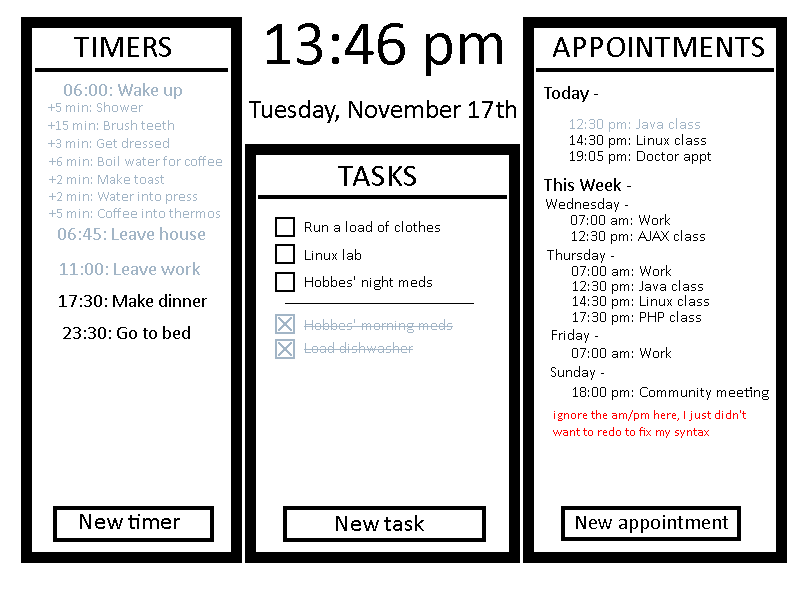 TIMERS
06:00: Wake up
+5 min: Shower
+15 min: Brush teeth
+3 min: Get dressed
+6 min: Boil water for coffee
+2 min: Make toast
+2 min: Water into press
+5 min: Coffee into thermos
06:45: Leave house
11:00: Leave work
17:30: Make dinner
23:30: Go to bed
New timer
13:46 pm
Tuesday, November 17th
TASKS
Run a load of clothes
Linux lab
Hobbes' night meds
Hobbes' morning meds
Load dishwasher
New task
APPOINTMENTS
Today -
12:30 pm: Java class
14:30 pm: Linux class
19:05 pm: Doctor appt
This Week -
Wednesday -
07:00 am: Work
12:30 pm: AJAX class
Thursday -
07:00 am: Work
12:30 pm: Java class
14:30 pm: Linux class
17:30 pm: PHP class
Friday -
07:00 am: Work
Sunday -
18:00 pm: Community meeting
ignore the am/pm here, I just didn't
want to redo to fix my syntax
New appointment